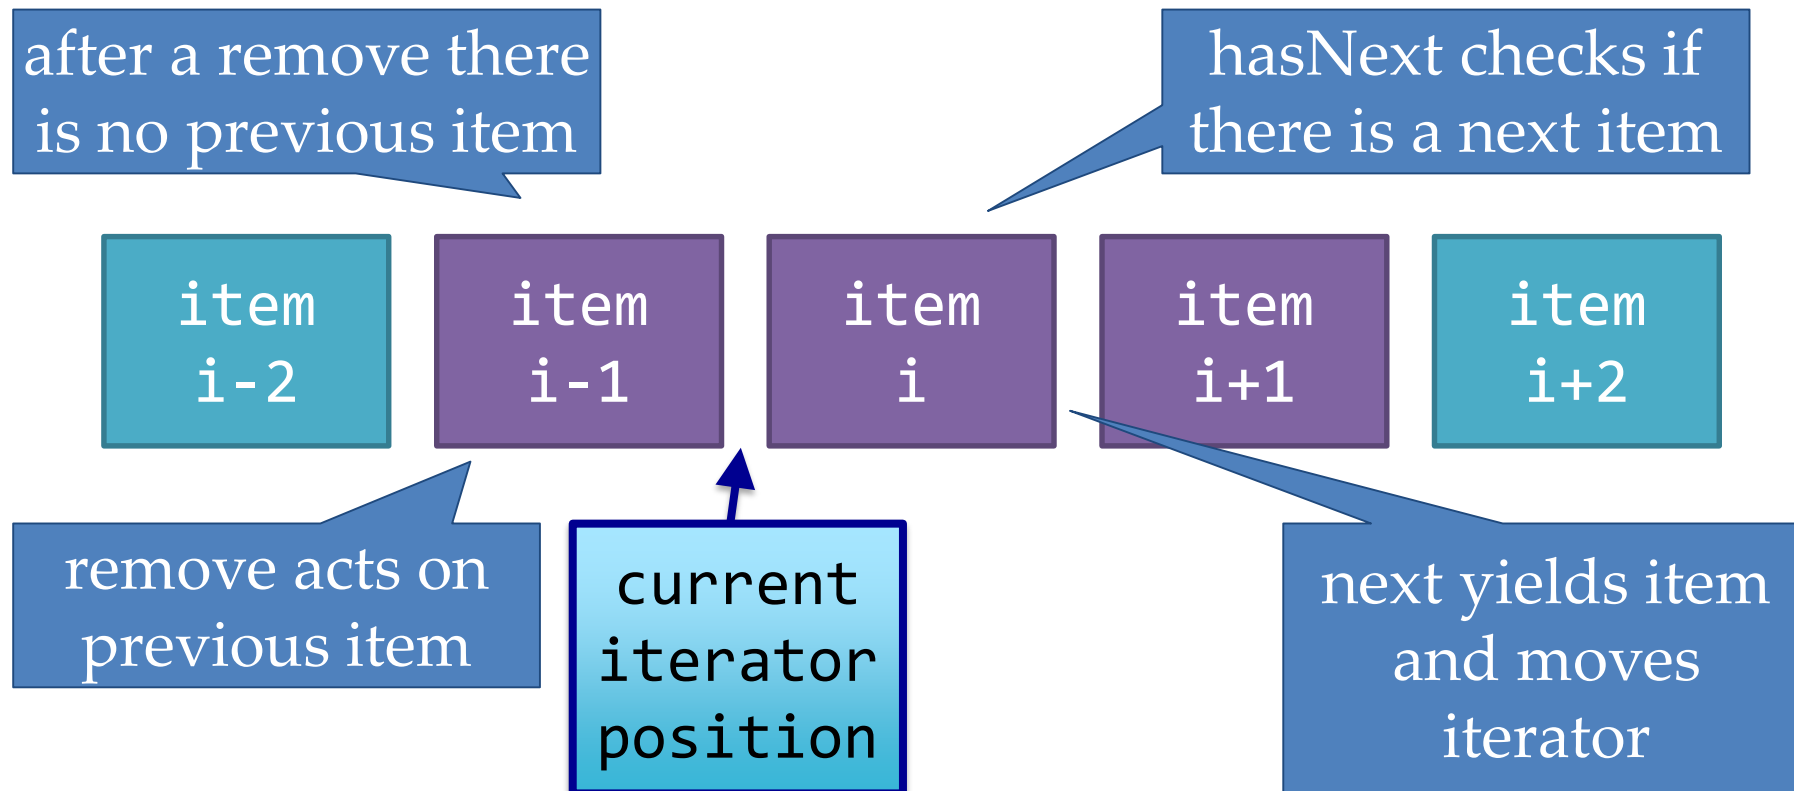 after a remove there
is no previous item
hasNext checks if
there is a next item
item
i-2
item
i-1
item
i
item
i+1
item
i+2
remove acts on
previous item
current
iterator
position
next yields item
and moves
iterator